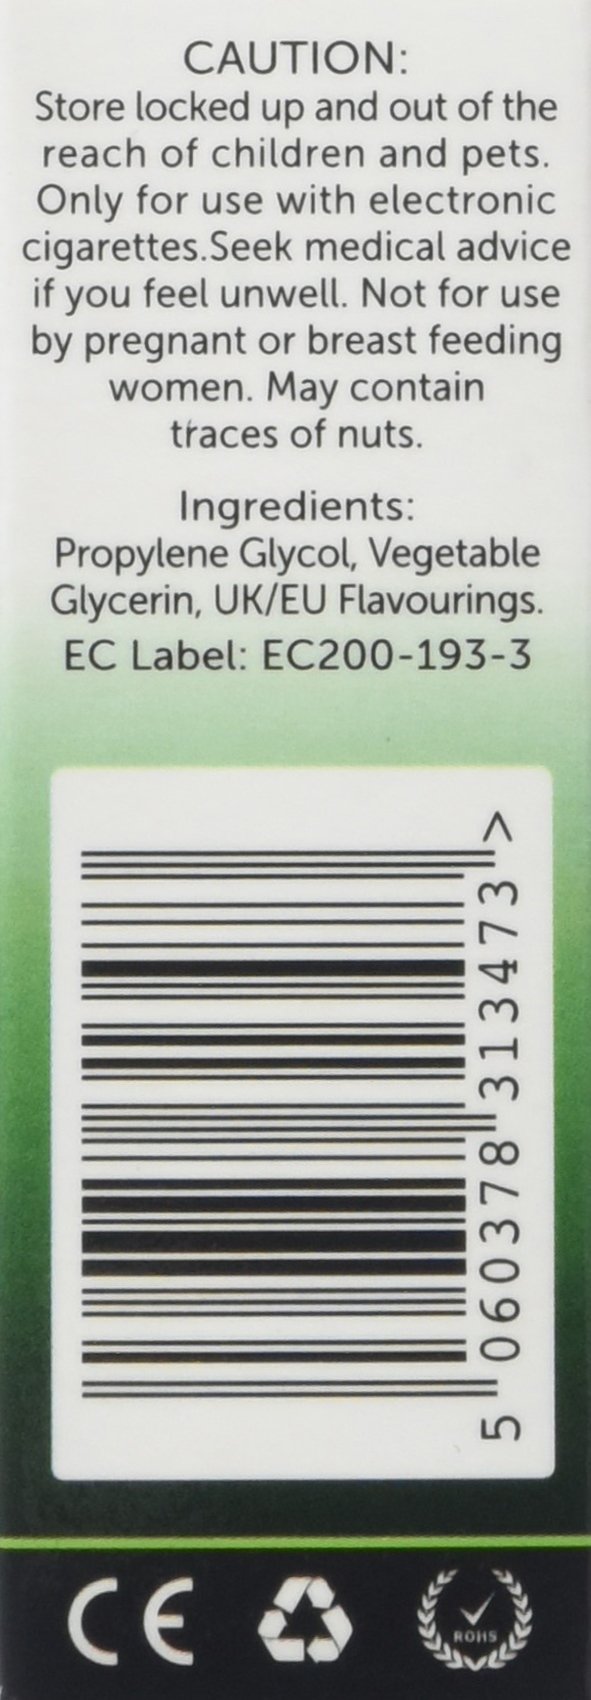 CAUTION:
Store locked up and out of the
reach of children and pets.
Only for use with electronic
cigarettes.Seek medical advice
if you feel unwell. Not for use
by pregnant or breast feeding
women. May contain
traces of nuts.
Ingredients:
Propylene Glycol, Vegetable
Glycerin, UK/EU Flavourings.
EC Label: EC200-193-3
5 060378 313473 >
CE
ROHS